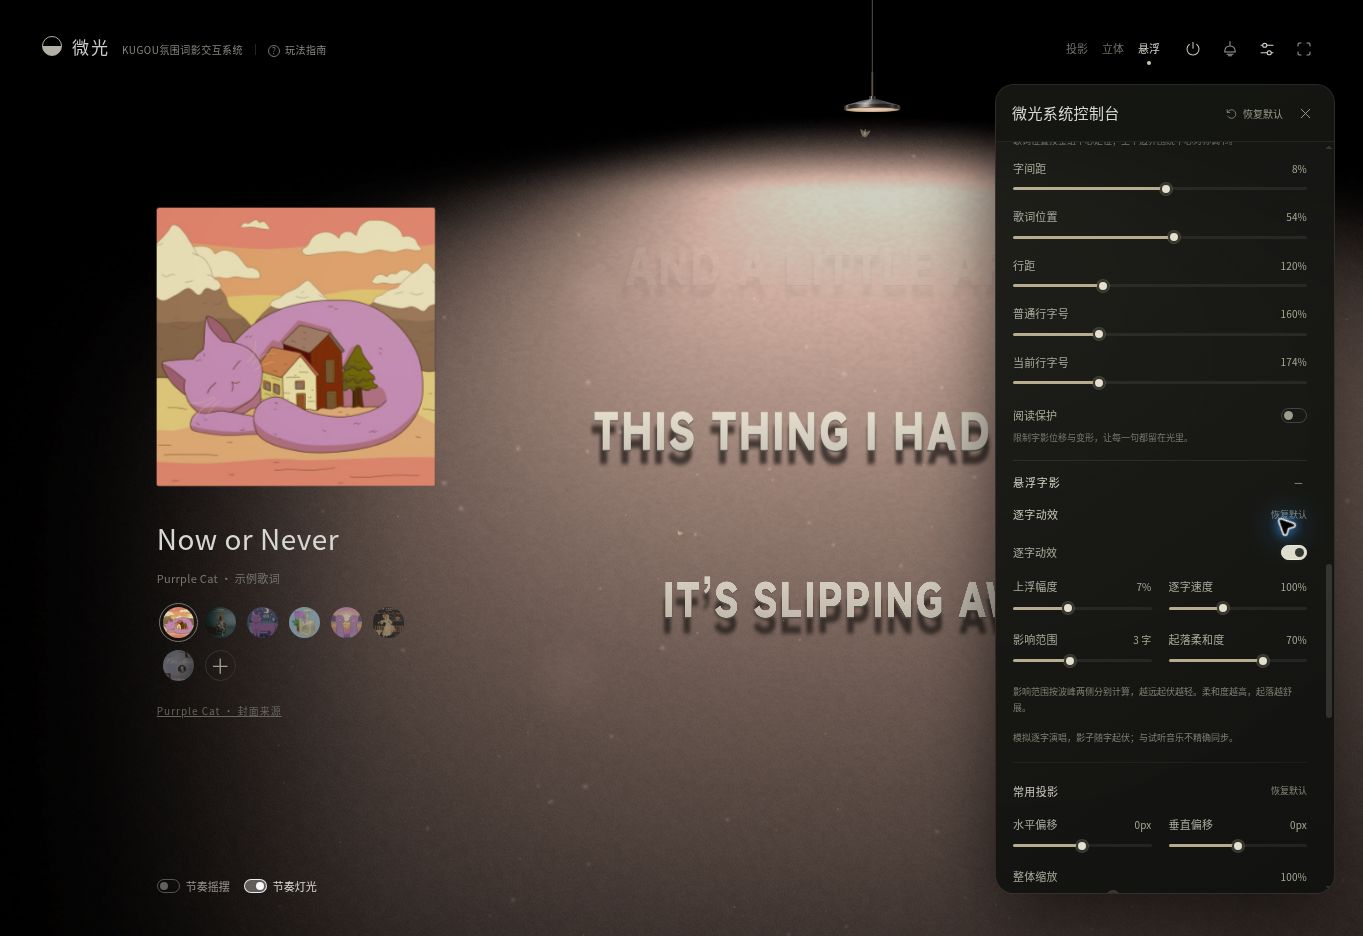 微光 KUGOU氛围词影交互系统 ? 玩法指南
投影 立体 悬浮
微光系统控制台 恢复默认
字间距 8%
歌词位置 54%
行距 120%
普通行字号 160%
当前行字号 174%
阅读保护
限制字影位移与变形，让每一句都留在光里。
悬浮字影
逐字动效 恢复默认
逐字动效
上浮幅度 7% 逐字速度 100%
影响范围 3 字 起落柔和度 70%
影响范围按波峰两侧分别计算，越远起伏越轻。柔和度越高，起落越舒
展。
模拟逐字演唱，影子随字起伏；与试听音乐不精确同步。
常用投影 恢复默认
水平偏移 0px 垂直偏移 0px
整体缩放 100%
AND A LITTLE
THIS THING I HAD
IT’S SLIPPING
Now or Never
Purrple Cat · 示例歌词
Purrple Cat · 封面来源
节奏摇摆 节奏灯光